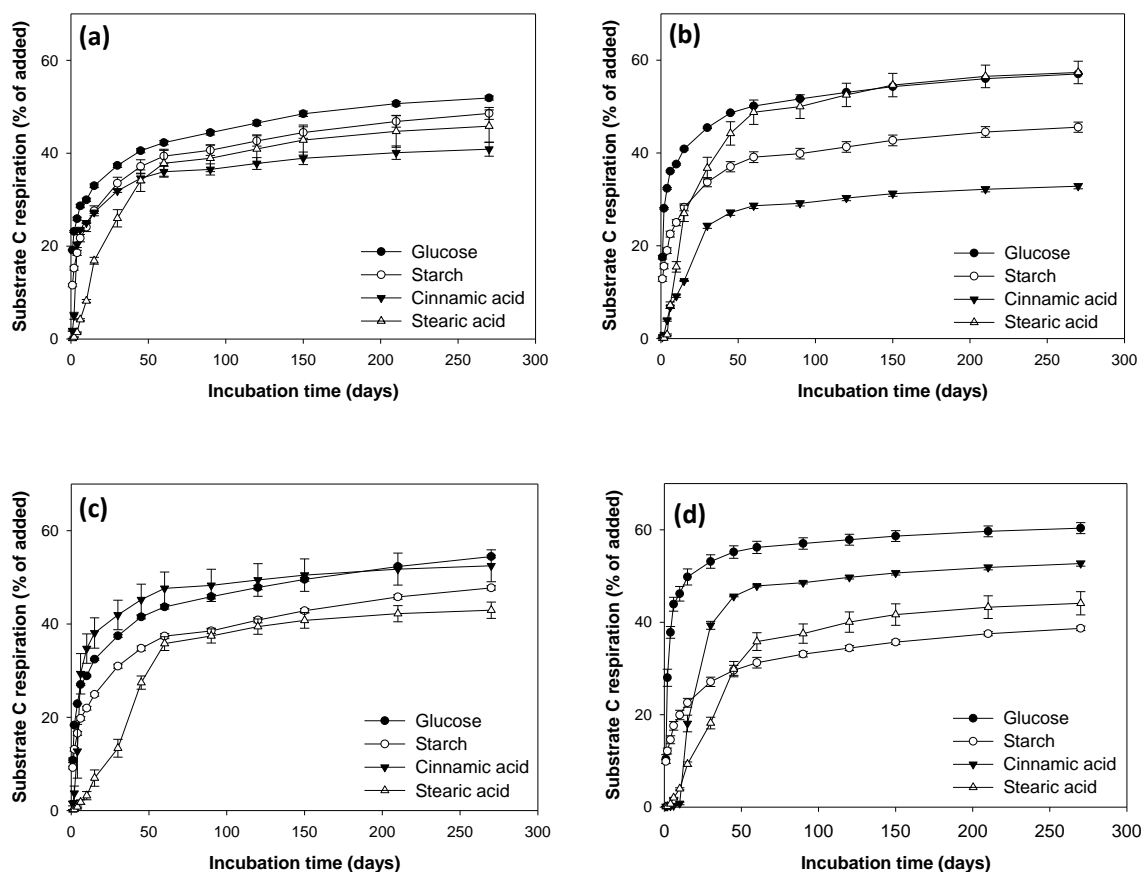 (a)
Substrate C respiration (% of added)
60
40
20
0
Glucose
Starch
Cinnamic acid
Stearic acid
0 50 100 150 200 250 300
Incubation time (days)
(b)
Substrate C respiration (% of added)
60
40
20
0
Glucose
Starch
Cinnamic acid
Stearic acid
0 50 100 150 200 250 300
Incubation time (days)
(c)
Substrate C respiration (% of added)
60
40
20
0
Glucose
Starch
Cinnamic acid
Stearic acid
0 50 100 150 200 250 300
Incubation time (days)
(d)
Substrate C respiration (% of added)
60
40
20
0
Glucose
Starch
Cinnamic acid
Stearic acid
0 50 100 150 200 250 300
Incubation time (days)